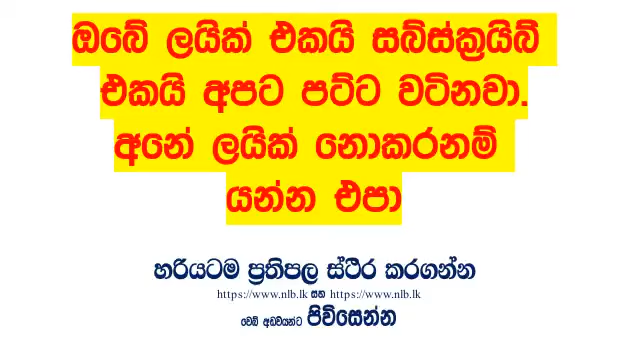 ඔබේ ලයික් එකයි සබ්ස්ක්‍රයිබ්
එකයි අපට පට්ට වටිනවා.
අනේ ලයික් නොකරනම්
යන්න එපා
හරියටම ප්‍රතිපල ස්ථීර කරගන්න
https://www.nlb.lk සහ https://www.nlb.lk
වෙබ් අඩවියන්ට පිවිසෙන්න